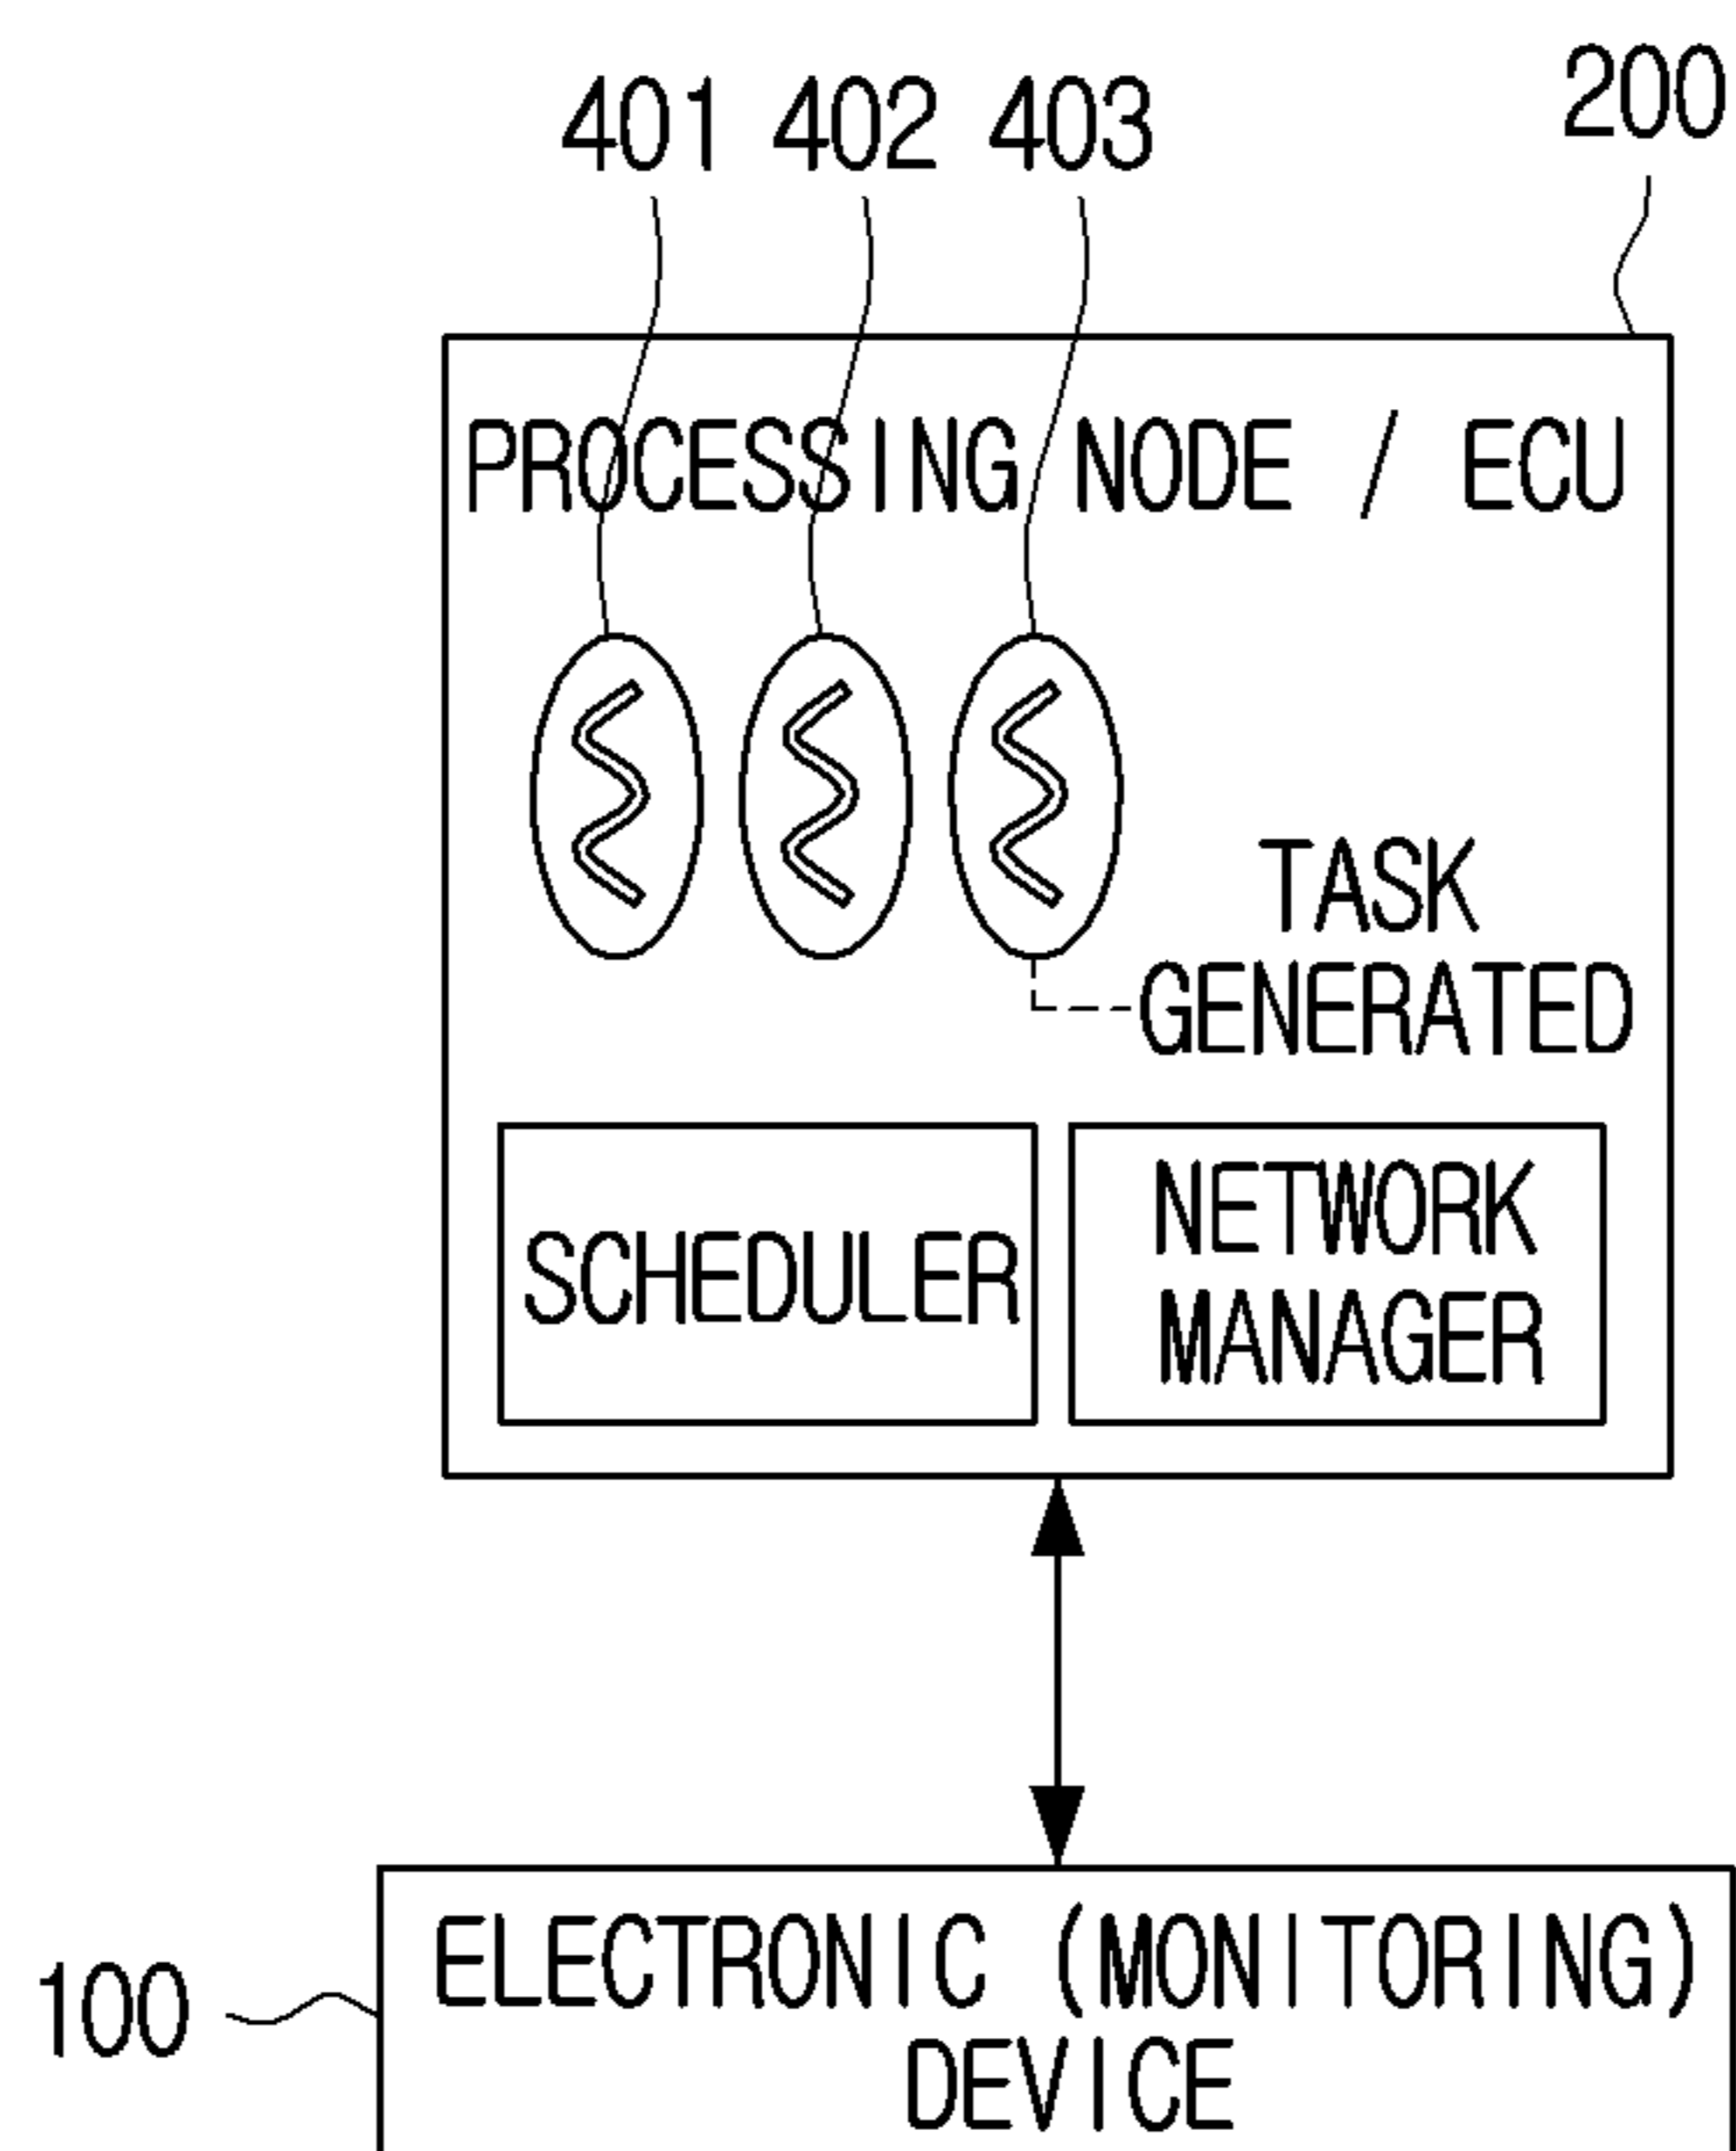 401 402 403
200
PROCESSING NODE / ECU
TASK
GENERATED
SCHEDULER
NETWORK
MANAGER
100
ELECTRONIC (MONITORING)
DEVICE